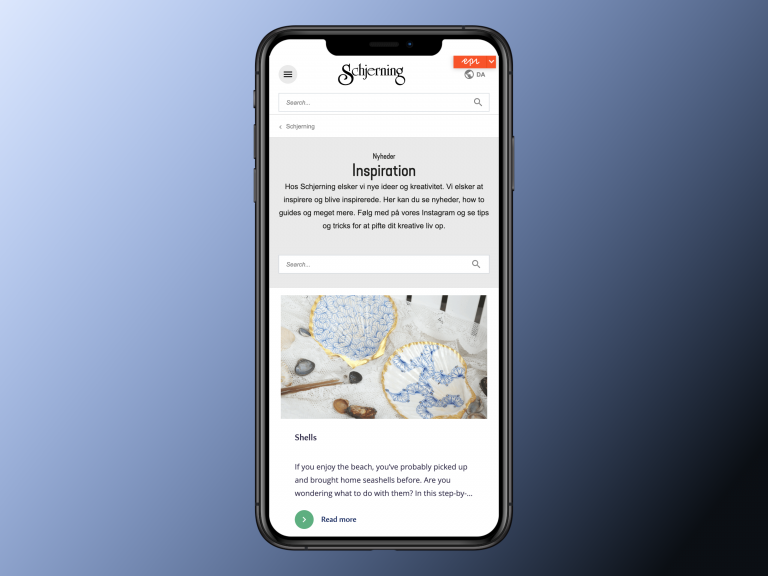 epi
Schjerning
DA
Search...
‹ Schjerning
Nyheder
Inspiration
Hos Schjerning elsker vi nye ideer og kreativitet. Vi elsker at
inspirere og blive inspirerede. Her kan du se nyheder, how to
guides og meget mere. Følg med på vores Instagram og se tips
og tricks for at pifte dit kreative liv op.
Search...
Shells
If you enjoy the beach, you've probably picked up
and brought home seashells before. Are you
wondering what to do with them? In this step-by-...
Read more